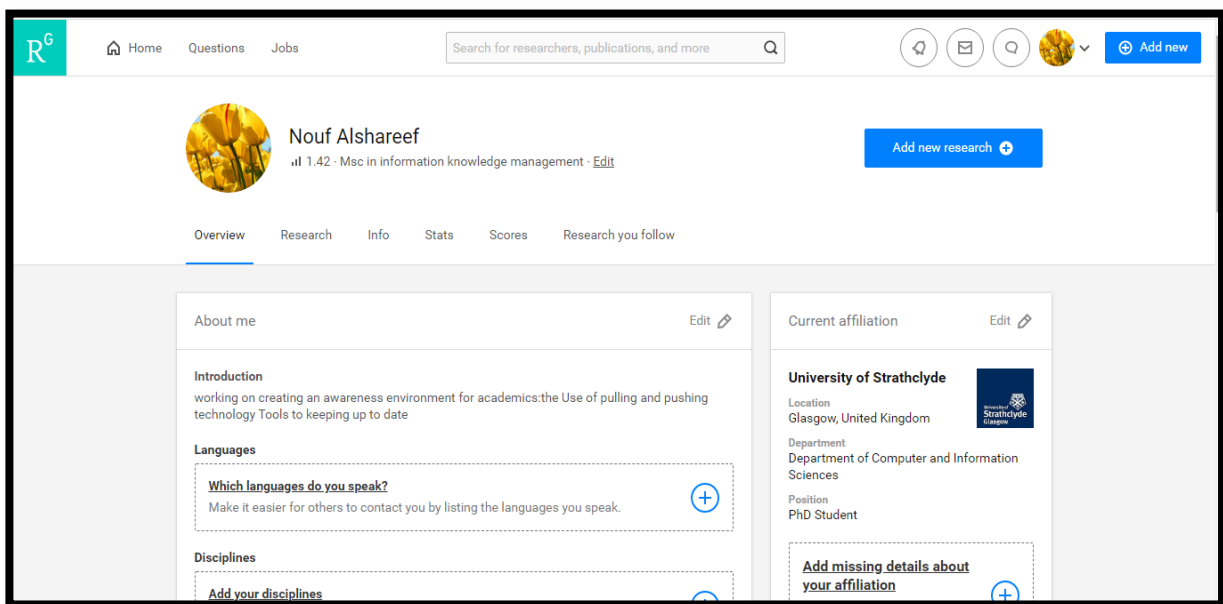 RG
Home Questions Jobs Search for researchers, publications, and more Add new
Nouf Alshareef
1.42 · Msc in information knowledge management · Edit
Add new research
Overview Research Info Stats Scores Research you follow
About me Edit
Introduction
working on creating an awareness environment for academics:the Use of pulling and pushing
technology Tools to keeping up to date
Languages
Which languages do you speak?
Make it easier for others to contact you by listing the languages you speak.
Disciplines
Add your disciplines
Current affiliation Edit
University of Strathclyde
University of
Strathclyde
Glasgow
Location
Glasgow, United Kingdom
Department
Department of Computer and Information
Sciences
Position
PhD Student
Add missing details about
your affiliation